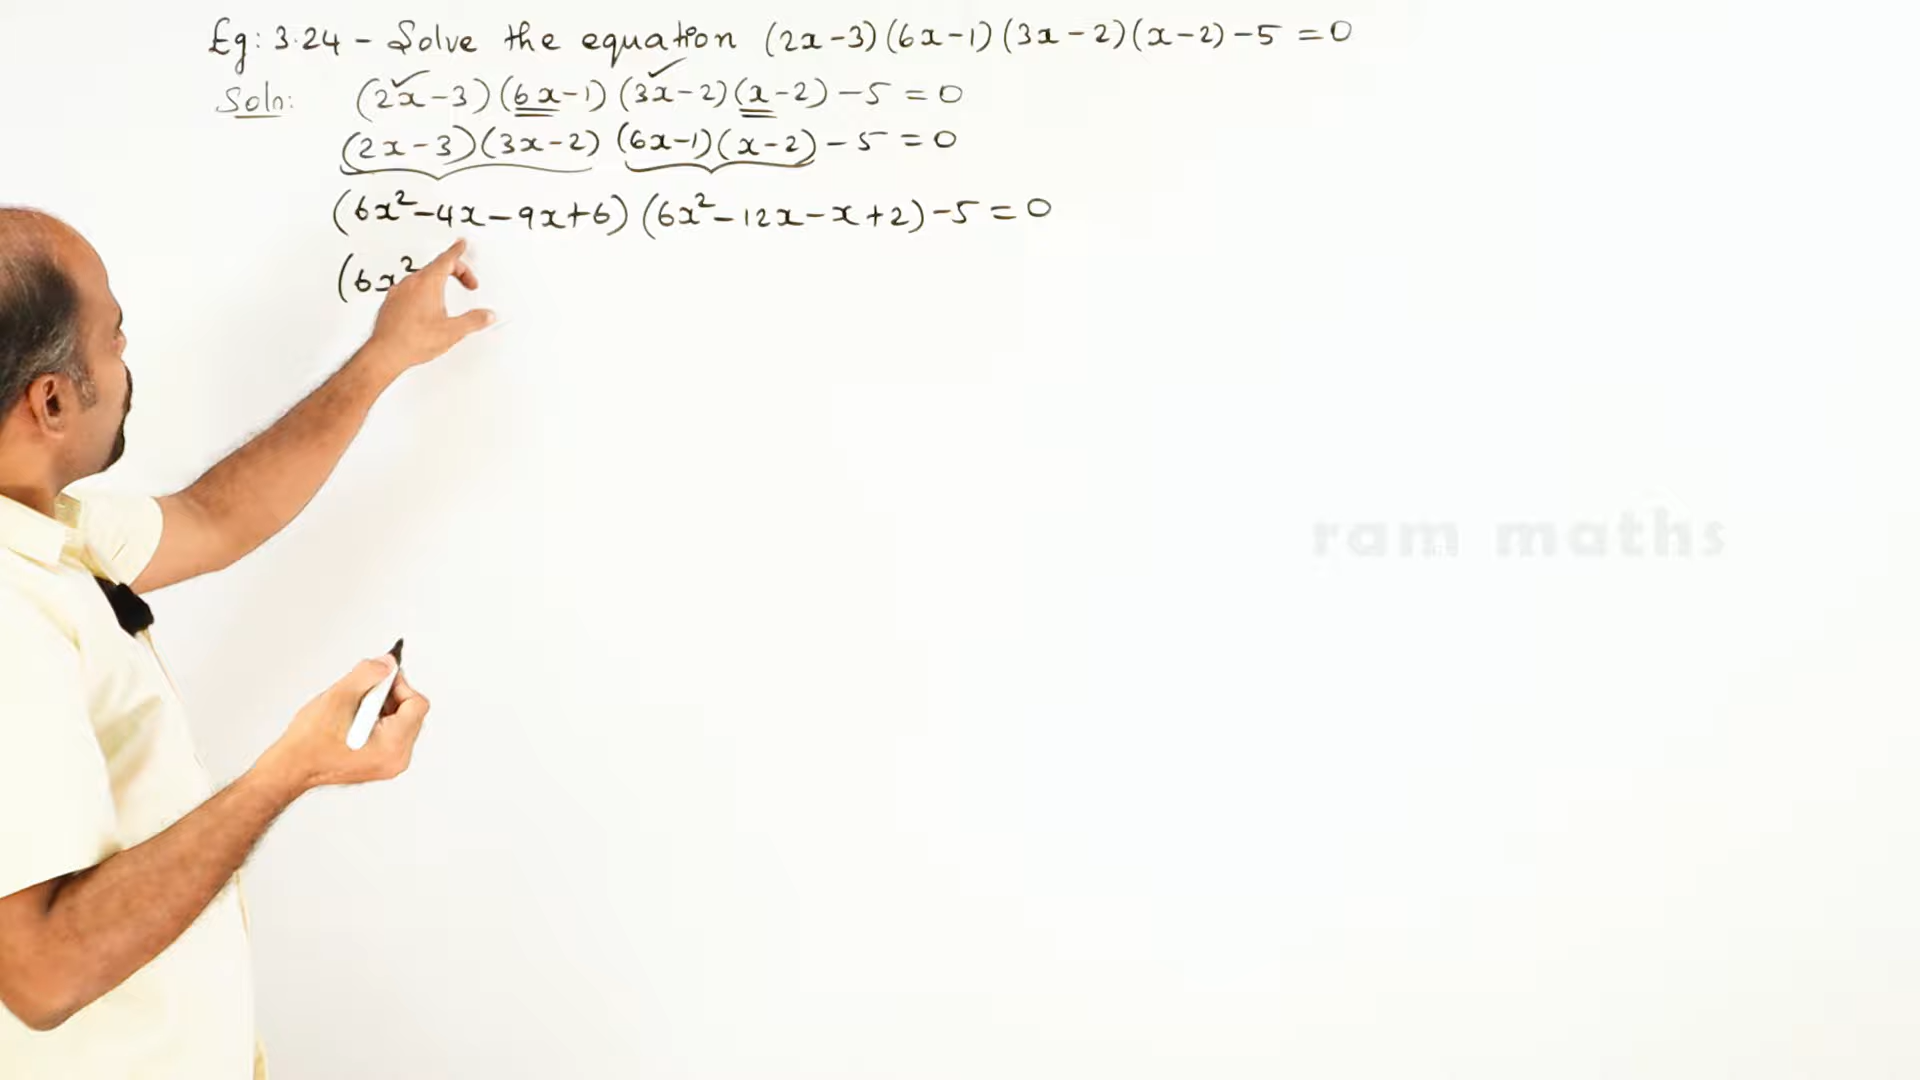 Eg: 3.24 - Solve the equation (2x-3)(6x-1)(3x-2)(x-2)-5 = 0
Soln: (2x-3)(6x-1)(3x-2)(x-2)-5 = 0
(2x-3)(3x-2)(6x-1)(x-2)-5 = 0
(6x²-4x-9x+6)(6x²-12x-x+2)-5 = 0
(6x²
ram maths